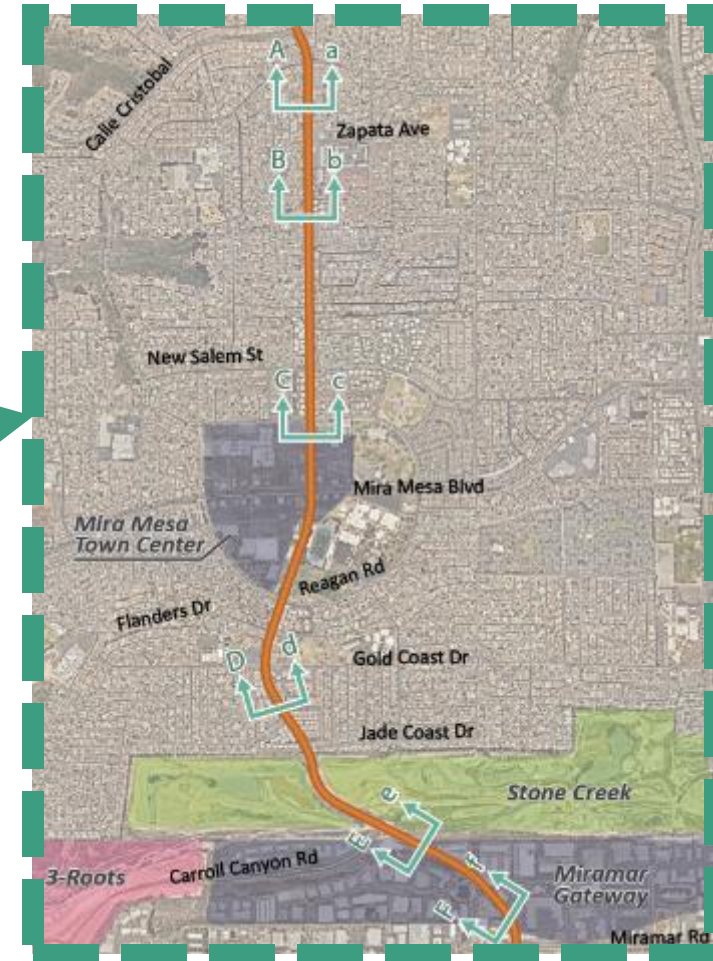 A a
Calle Cristobal
Zapata Ave
B b
New Salem St
C c
Mira Mesa Blvd
Mira Mesa
Town Center
Reagan Rd
Flanders Dr
D d
Gold Coast Dr
Jade Coast Dr
Stone Creek
e
E
Carroll Canyon Rd
3-Roots
f
F
Miramar
Gateway
Miramar Rd